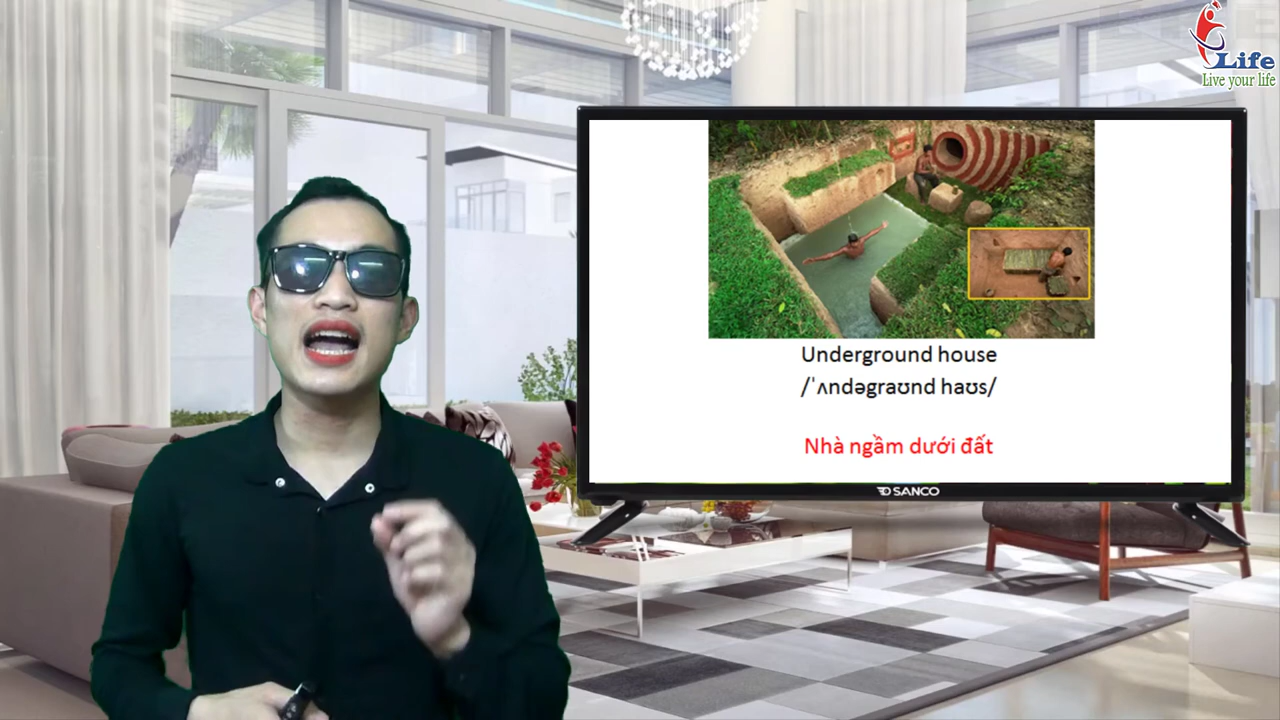 Life
Live your life
Underground house
/ˈʌndəgraʊnd haʊs/
Nhà ngầm dưới đất
SANCO